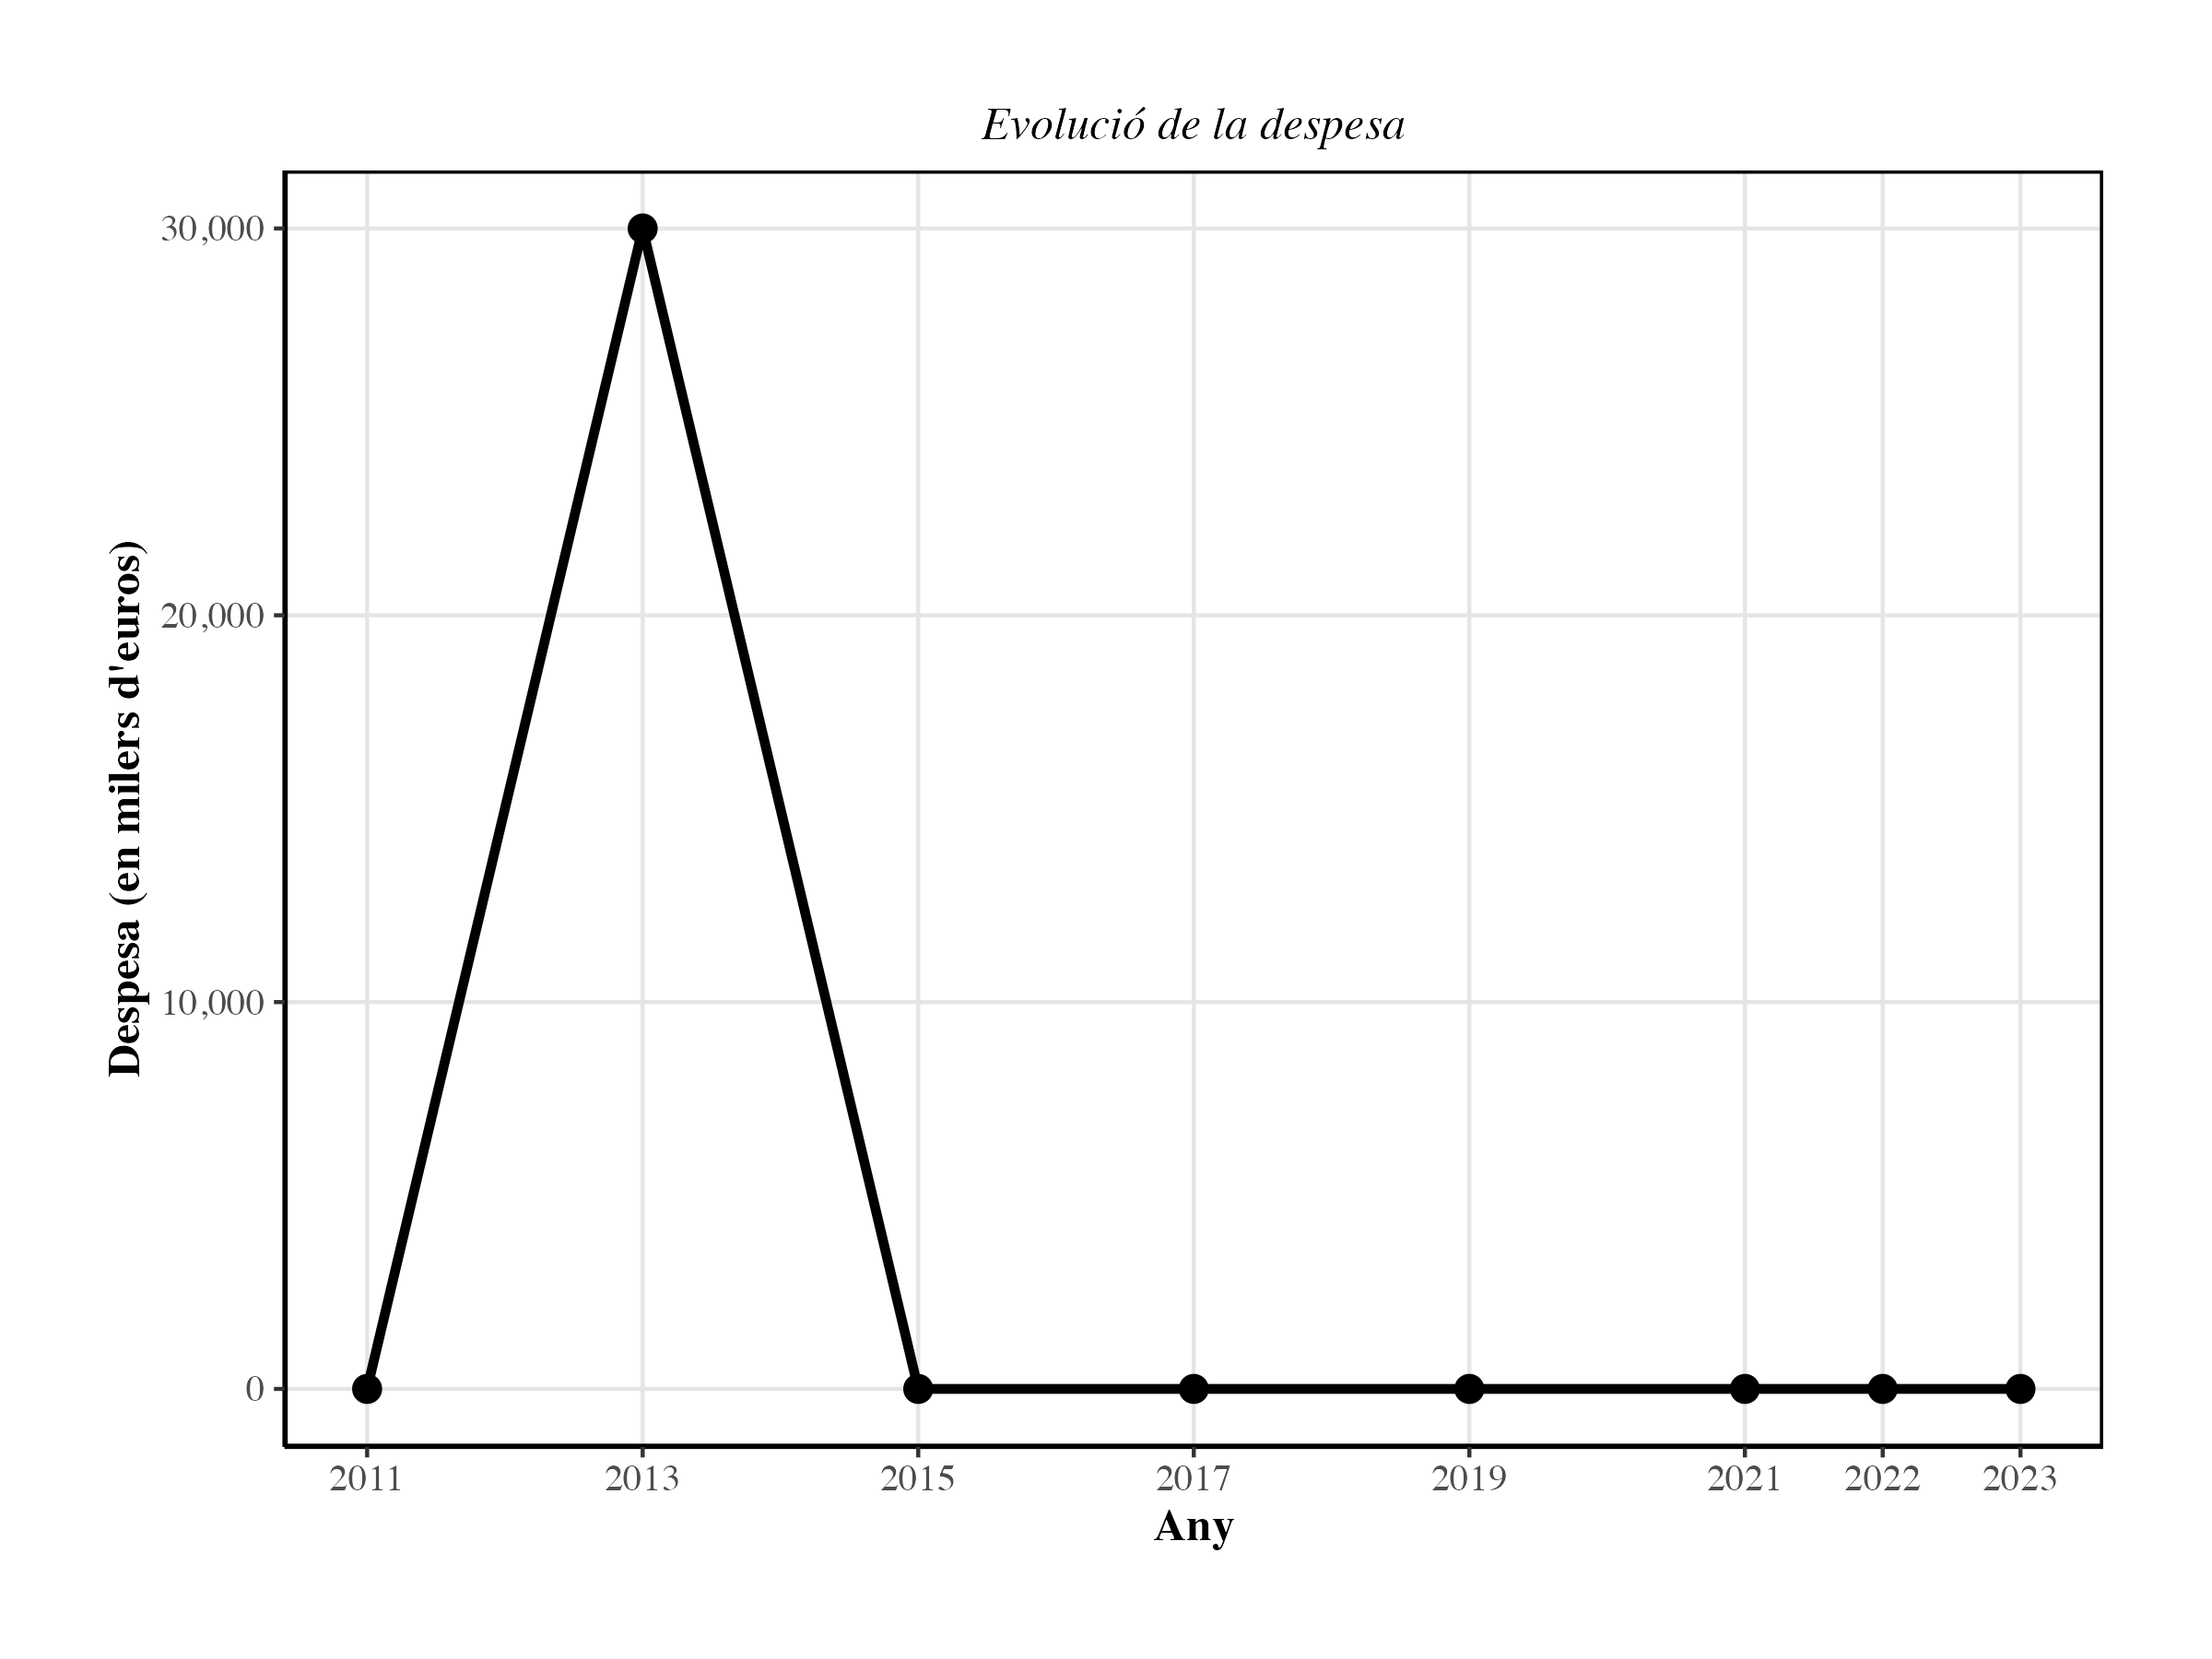 Evolució de la despesa
Despesa (en milers d'euros)
30,000
20,000
10,000
0
2011 2013 2015 2017 2019 2021 2022 2023
Any